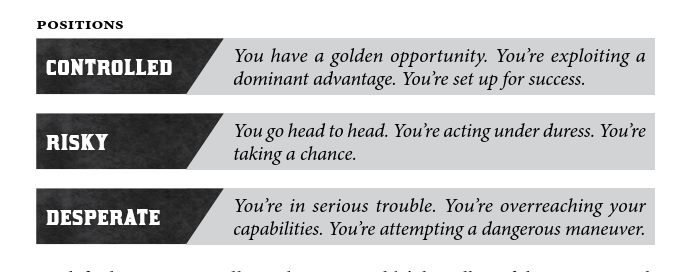 POSITIONS
CONTROLLED
You have a golden opportunity. You're exploiting a
dominant advantage. You're set up for success.
RISKY
You go head to head. You're acting under duress. You're
taking a chance.
DESPERATE
You're in serious trouble. You're overreaching your
capabilities. You're attempting a dangerous maneuver.